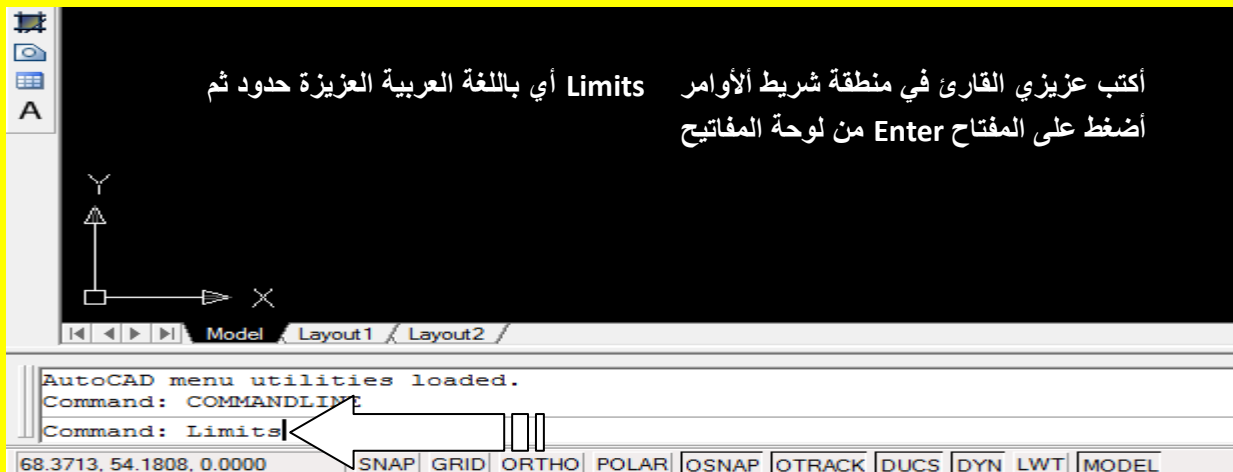 A
أكتب عزيزي القارئ في منطقة شريط ألأوامر Limits أي باللغة العربية العزيزة حدود ثم
أضغط على المفتاح Enter من لوحة المفاتيح
Y
X
Model Layout1 Layout2
AutoCAD menu utilities loaded.
Command: COMMANDLINE
Command: Limits
68.3713, 54.1808, 0.0000 SNAP GRID ORTHO POLAR OSNAP OTRACK DUCS DYN LWT MODEL